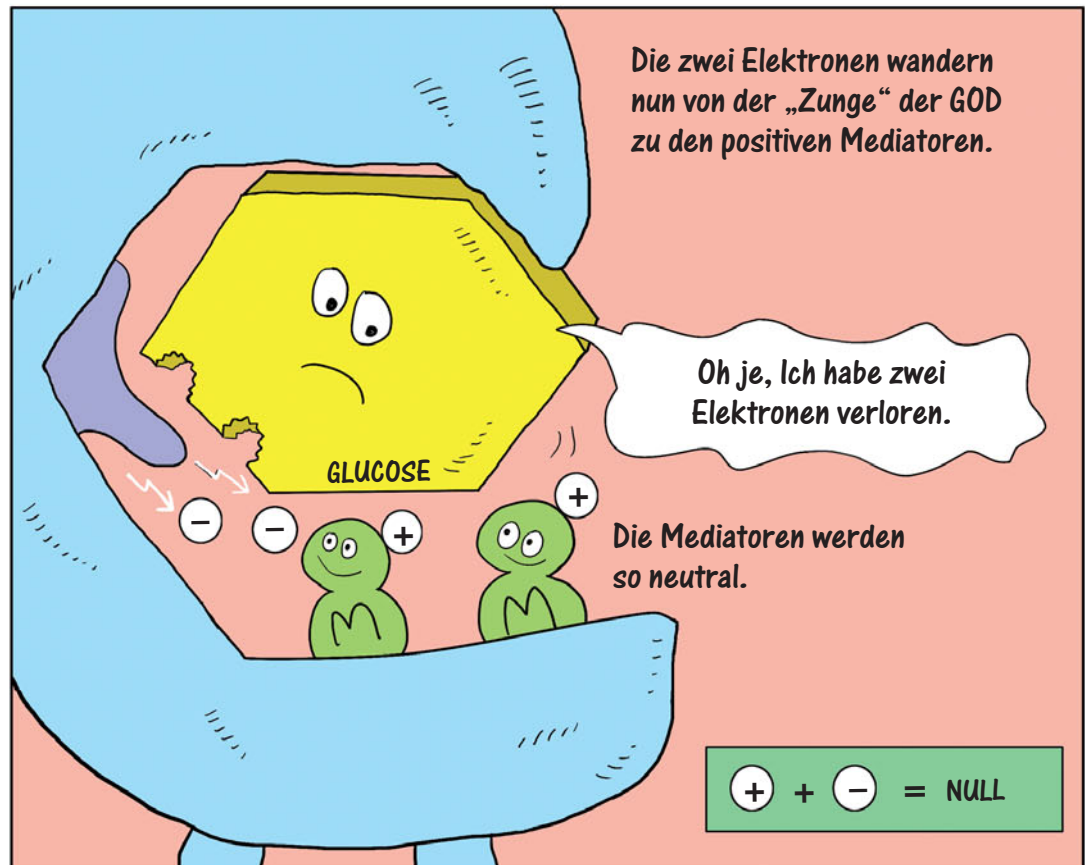 Die zwei Elektronen wandern
nun von der „Zunge“ der GOD
zu den positiven Mediatoren.
Oh je, Ich habe zwei
Elektronen verloren.
GLUCOSE
− − + +
M M
Die Mediatoren werden
so neutral.
+ + − = NULL